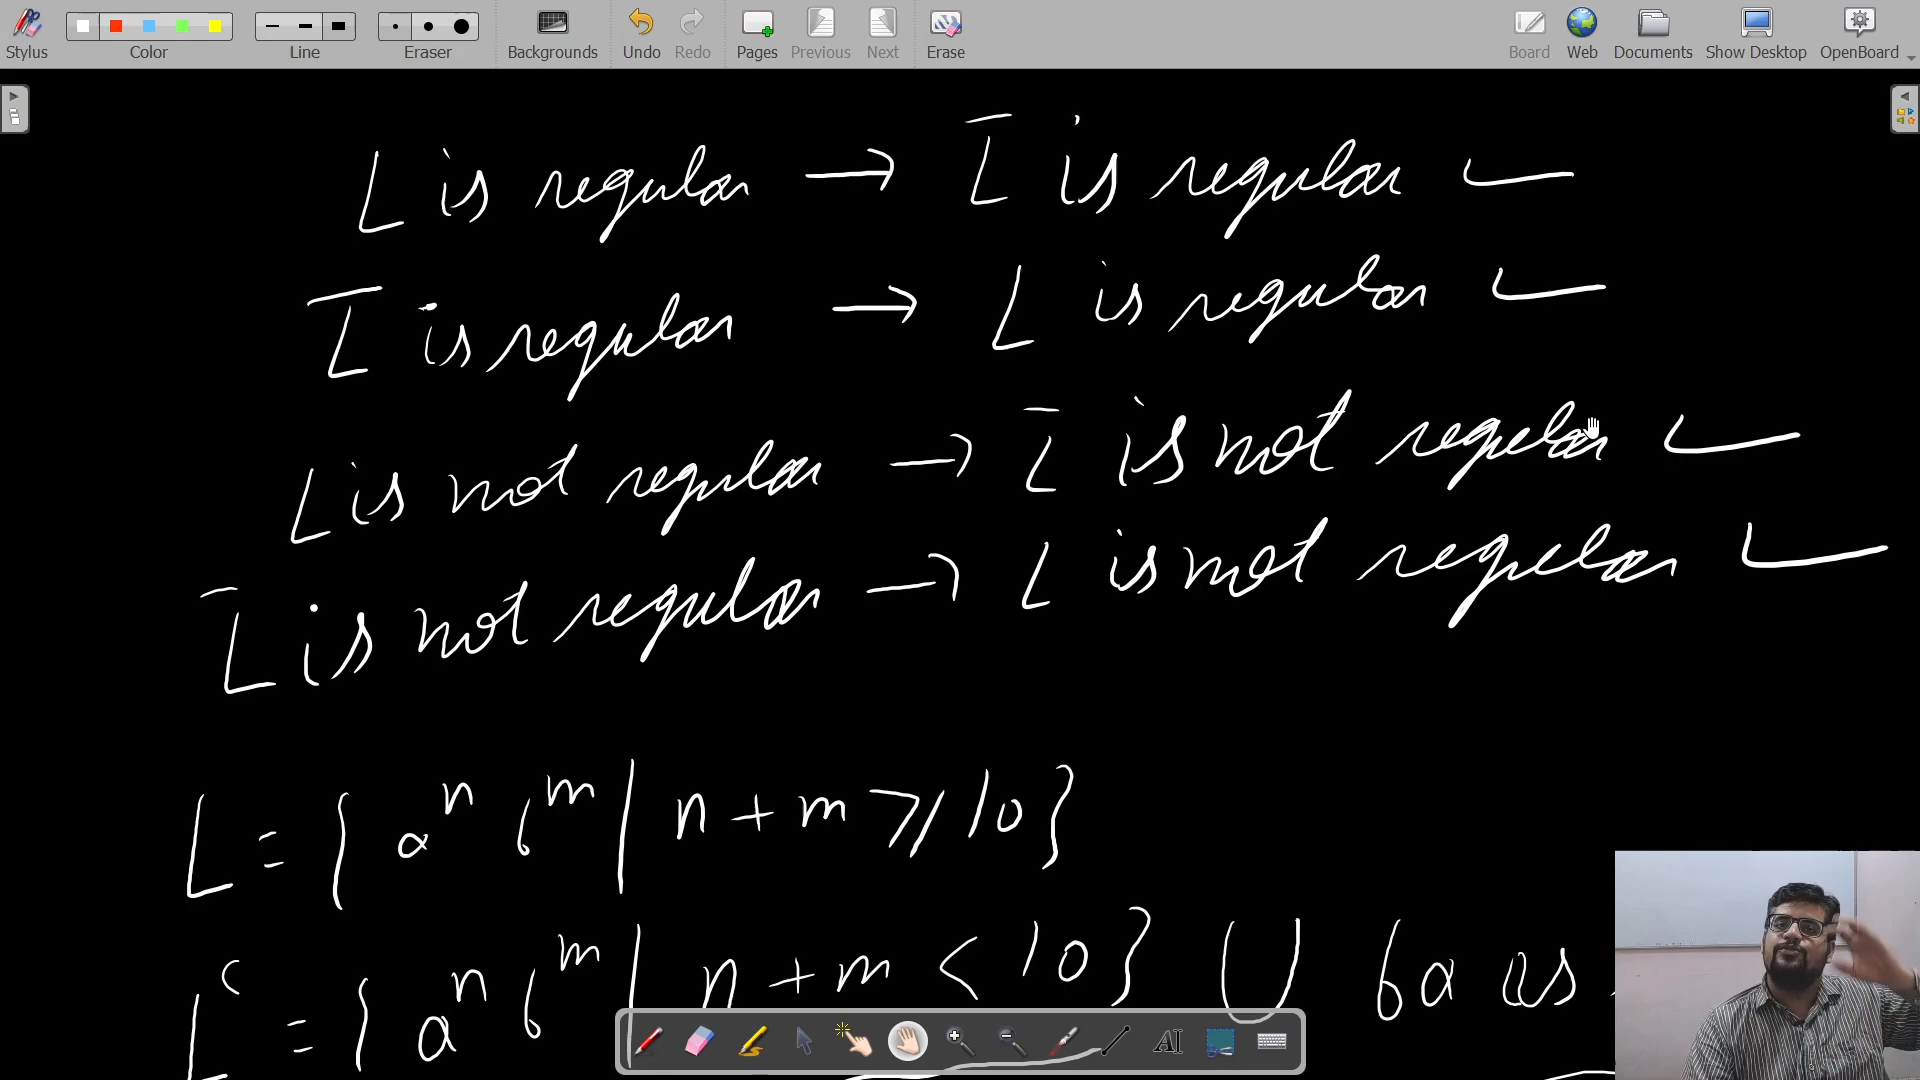 Stylus Color Line Eraser Backgrounds Undo Redo Pages Previous Next Erase Board Web Documents Show Desktop OpenBoard
L is regular → L̅ is regular ✓
L̅ is regular → L is regular ✓
L is not regular → L̅ is not regular ✓
L̅ is not regular → L is not regular ✓
L = { aⁿ bᵐ | n + m ⩾ 10 }
Lᶜ = { aⁿ bᵐ | n + m < 10 } ∪ ba as
AI